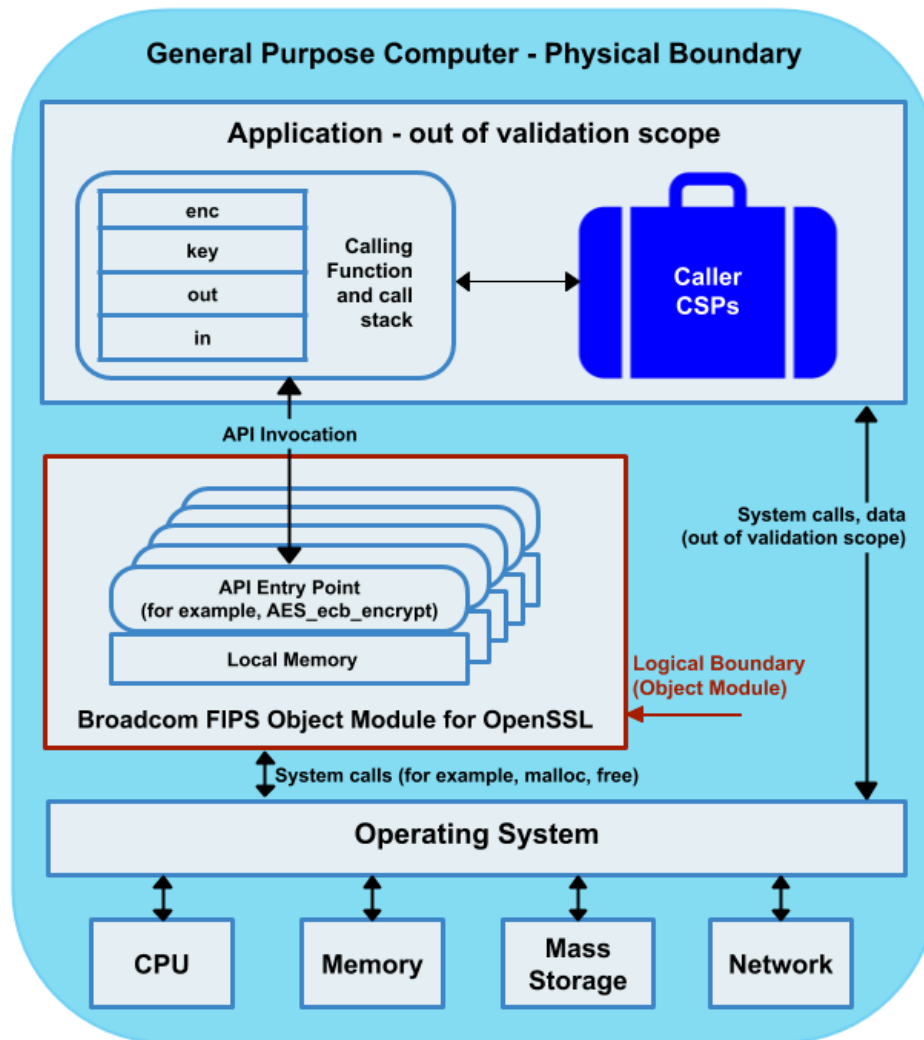 General Purpose Computer - Physical Boundary
Application - out of validation scope
enc
key
out
in
Calling
Function
and call
stack
Caller
CSPs
API Invocation
System calls, data
(out of validation scope)
API Entry Point
(for example, AES_ecb_encrypt)
Local Memory
Logical Boundary
(Object Module)
Broadcom FIPS Object Module for OpenSSL
System calls (for example, malloc, free)
Operating System
CPU
Memory
Mass
Storage
Network